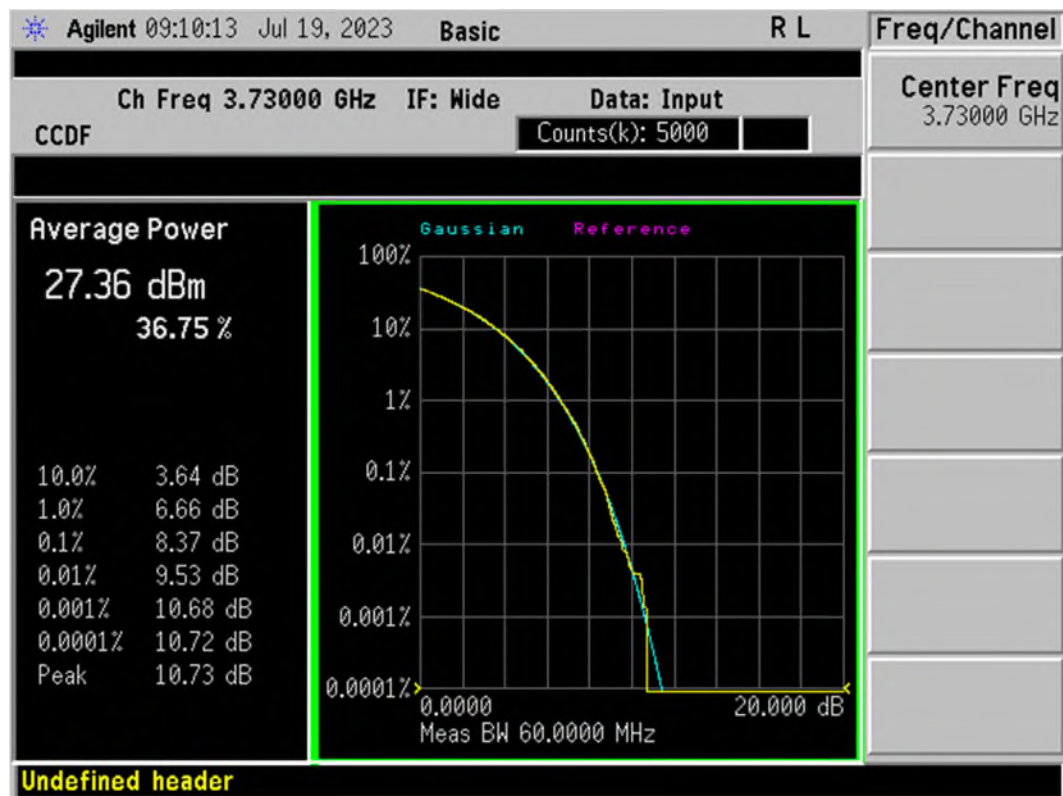 Agilent 09:10:13 Jul 19, 2023 Basic R L
Freq/Channel
Ch Freq 3.73000 GHz IF: Wide Data: Input
CCDF
Counts(k): 5000
Center Freq
3.73000 GHz
Average Power
27.36 dBm
36.75 %
10.0% 3.64 dB
1.0% 6.66 dB
0.1% 8.37 dB
0.01% 9.53 dB
0.001% 10.68 dB
0.0001% 10.72 dB
Peak 10.73 dB
Gaussian Reference
100%
10%
1%
0.1%
0.01%
0.001%
0.0001%
0.0000 20.000 dB
Meas BW 60.0000 MHz
Undefined header